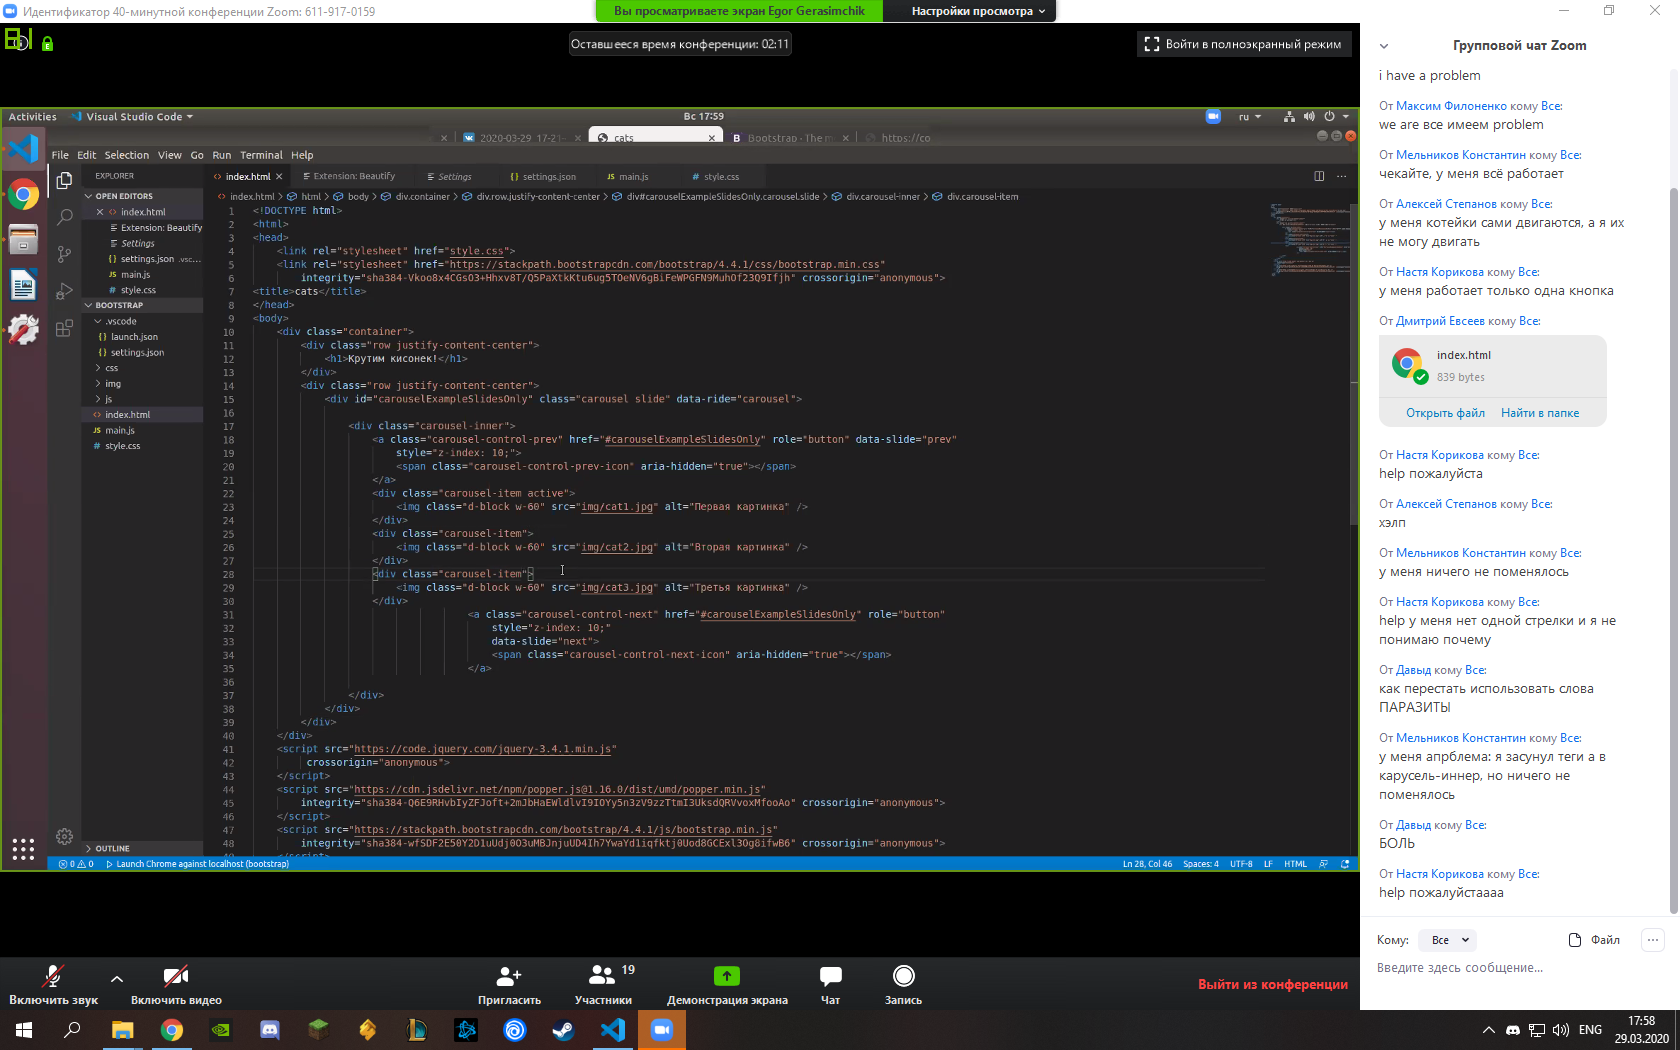 Идентификатор 40-минутной конференции Zoom: 611-917-0159
Вы просматриваете экран Egor Gerasimchik
Настройки просмотра
Оставшееся время конференции: 02:11
Войти в полноэкранный режим
Activities
Visual Studio Code
Вс 17:59
ru
2020-03-29 17-2
cats
Bootstrap · The m
https://co
File Edit Selection View Go Run Terminal Help
EXPLORER
OPEN EDITORS
index.html
Extension: Beautify
Settings
settings.json .vsc...
main.js
style.css
BOOTSTRAP
.vscode
launch.json
settings.json
css
img
js
index.html
main.js
style.css
OUTLINE
index.html
Extension: Beautify
Settings
settings.json
main.js
style.css
index.html > html > body > div.container > div.row.justify-content-center > div#carouselExampleSlidesOnly.carousel.slide > div.carousel-inner > div.carousel-item
1 <!DOCTYPE html>
2 <html>
3 <head>
4 <link rel="stylesheet" href="style.css">
5 <link rel="stylesheet" href="https://stackpath.bootstrapcdn.com/bootstrap/4.4.1/css/bootstrap.min.css"
6 integrity="sha384-Vkoo8x4CGsO3+Hhxv8T/Q5PaXtkKtu6ug5TOeNV6gBiFeWPGFN9MuhOf23Q9Ifjh" crossorigin="anonymous">
7 <title>cats</title>
8 </head>
9 <body>
10 <div class="container">
11 <div class="row justify-content-center">
12 <h1>Крутим кисонек!</h1>
13 </div>
14 <div class="row justify-content-center">
15 <div id="carouselExampleSlidesOnly" class="carousel slide" data-ride="carousel">
16
17 <div class="carousel-inner">
18 <a class="carousel-control-prev" href="#carouselExampleSlidesOnly" role="button" data-slide="prev"
19 style="z-index: 10;">
20 <span class="carousel-control-prev-icon" aria-hidden="true"></span>
21 </a>
22 <div class="carousel-item active">
23 <img class="d-block w-60" src="img/cat1.jpg" alt="Первая картинка" />
24 </div>
25 <div class="carousel-item">
26 <img class="d-block w-60" src="img/cat2.jpg" alt="Вторая картинка" />
27 </div>
28 <div class="carousel-item">
29 <img class="d-block w-60" src="img/cat3.jpg" alt="Третья картинка" />
30 </div>
31 <a class="carousel-control-next" href="#carouselExampleSlidesOnly" role="button"
32 style="z-index: 10;"
33 data-slide="next">
34 <span class="carousel-control-next-icon" aria-hidden="true"></span>
35 </a>
36
37 </div>
38 </div>
39 </div>
40 </div>
41 <script src="https://code.jquery.com/jquery-3.4.1.min.js"
42 crossorigin="anonymous">
43 </script>
44 <script src="https://cdn.jsdelivr.net/npm/popper.js@1.16.0/dist/umd/popper.min.js"
45 integrity="sha384-Q6E9RHvbIyZFJoft+2mJbHaEWldlvI9IOYy5n3zV9zzTtmI3UksdQRVvoxMfooAo" crossorigin="anonymous">
46 </script>
47 <script src="https://stackpath.bootstrapcdn.com/bootstrap/4.4.1/js/bootstrap.min.js"
48 integrity="sha384-wfSDF2E50Y2D1uUdj0O3uMBJnjuUD4Ih7YwaYd1iqfktj0Uod8GCExl3Og8ifwB6" crossorigin="anonymous">
0 0 Launch Chrome against localhost (bootstrap)
Ln 28, Col 46 Spaces: 4 UTF-8 LF HTML
Групповой чат Zoom
i have a problem
От Максим Филоненко кому Все:
we are все имеем problem
От Мельников Константин кому Все:
чекайте, у меня всё работает
От Алексей Степанов кому Все:
у меня котейки сами двигаются, а я их
не могу двигать
От Настя Корикова кому Все:
у меня работает только одна кнопка
От Дмитрий Евсеев кому Все:
index.html
839 bytes
Открыть файл Найти в папке
От Настя Корикова кому Все:
help пожалуйста
От Алексей Степанов кому Все:
хэлп
От Мельников Константин кому Все:
у меня ничего не поменялось
От Настя Корикова кому Все:
help у меня нет одной стрелки и я не
понимаю почему
От Давыд кому Все:
как перестать использовать слова
ПАРАЗИТЫ
От Мельников Константин кому Все:
у меня апрблема: я засунул теги а в
карусель-иннер, но ничего не
поменялось
От Давыд кому Все:
БОЛЬ
От Настя Корикова кому Все:
help пожалуйстаааа
Кому: Все
Файл
Введите здесь сообщение...
Включить звук
Включить видео
Пригласить
19
Участники
Демонстрация экрана
Чат
Запись
Выйти из конференции
ENG
17:58
29.03.2020